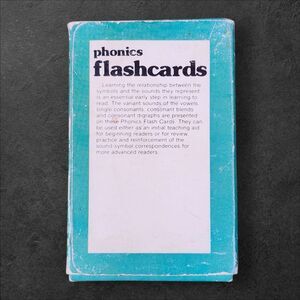 phonics
flashcards
Learning the relationship between the
symbols and the sounds they represent
is an essential early step in learning to
read. The variant sounds of the vowels
single consonants, consonant blends
and consonant digraphs are presented
on these Phonics Flash Cards. They can
be used either as an initial teaching aid
for beginning readers or for review,
practice and reinforcement of the
sound-symbol correspondences for
more advanced readers.